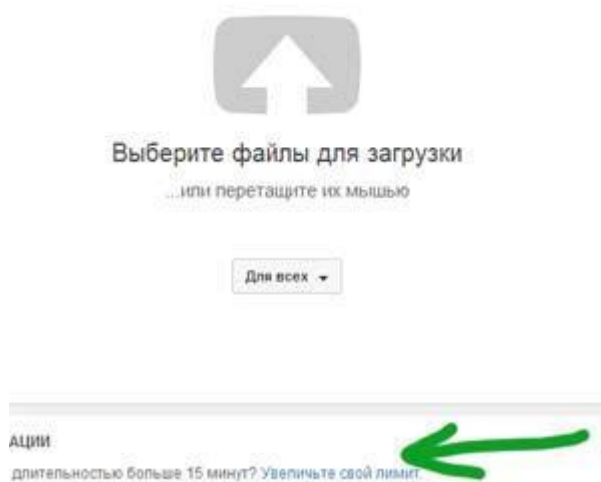 Выберите файлы для загрузки
...или перетащите их мышью
Для всех
АЦИИ
длительностью больше 15 минут? Увеличьте свой лимит.